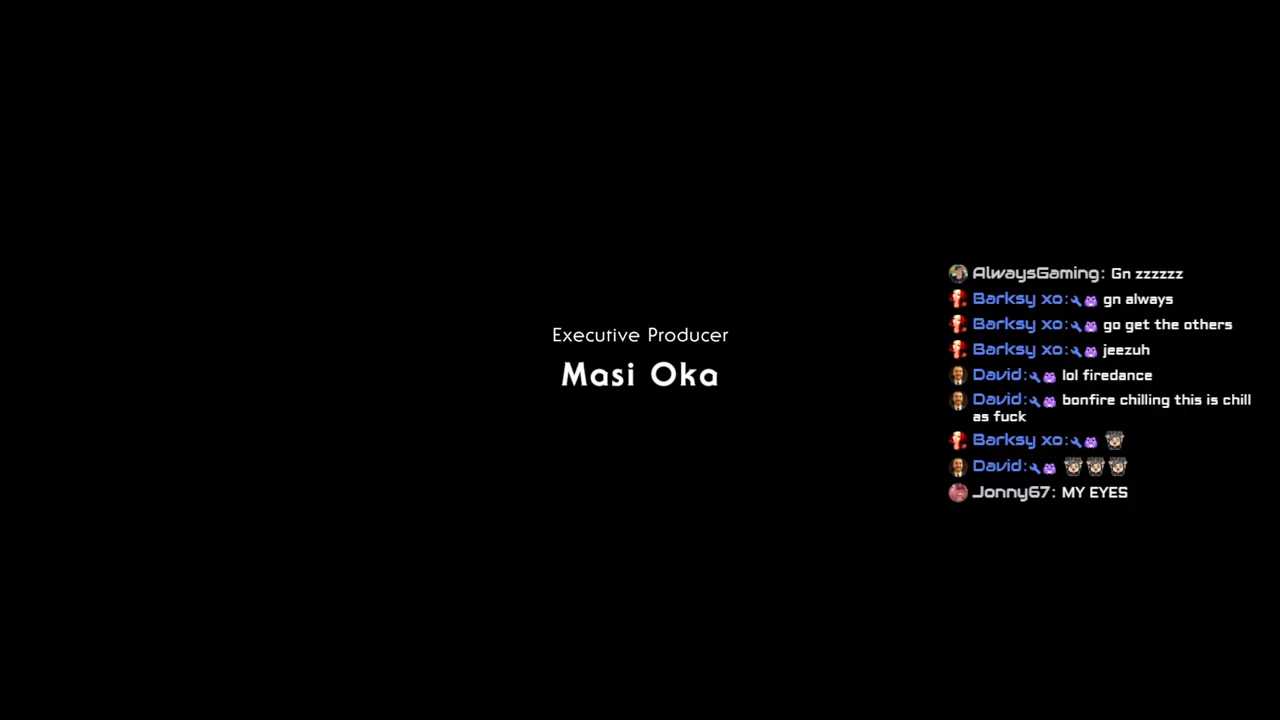 Executive Producer
Masi Oka
AlwaysGaming: Gn zzzzzz
Barksy xo: gn always
Barksy xo: go get the others
Barksy xo: jeezuh
David: lol firedance
David: bonfire chilling this is chill
as fuck
Barksy xo:
David:
Jonny67: MY EYES